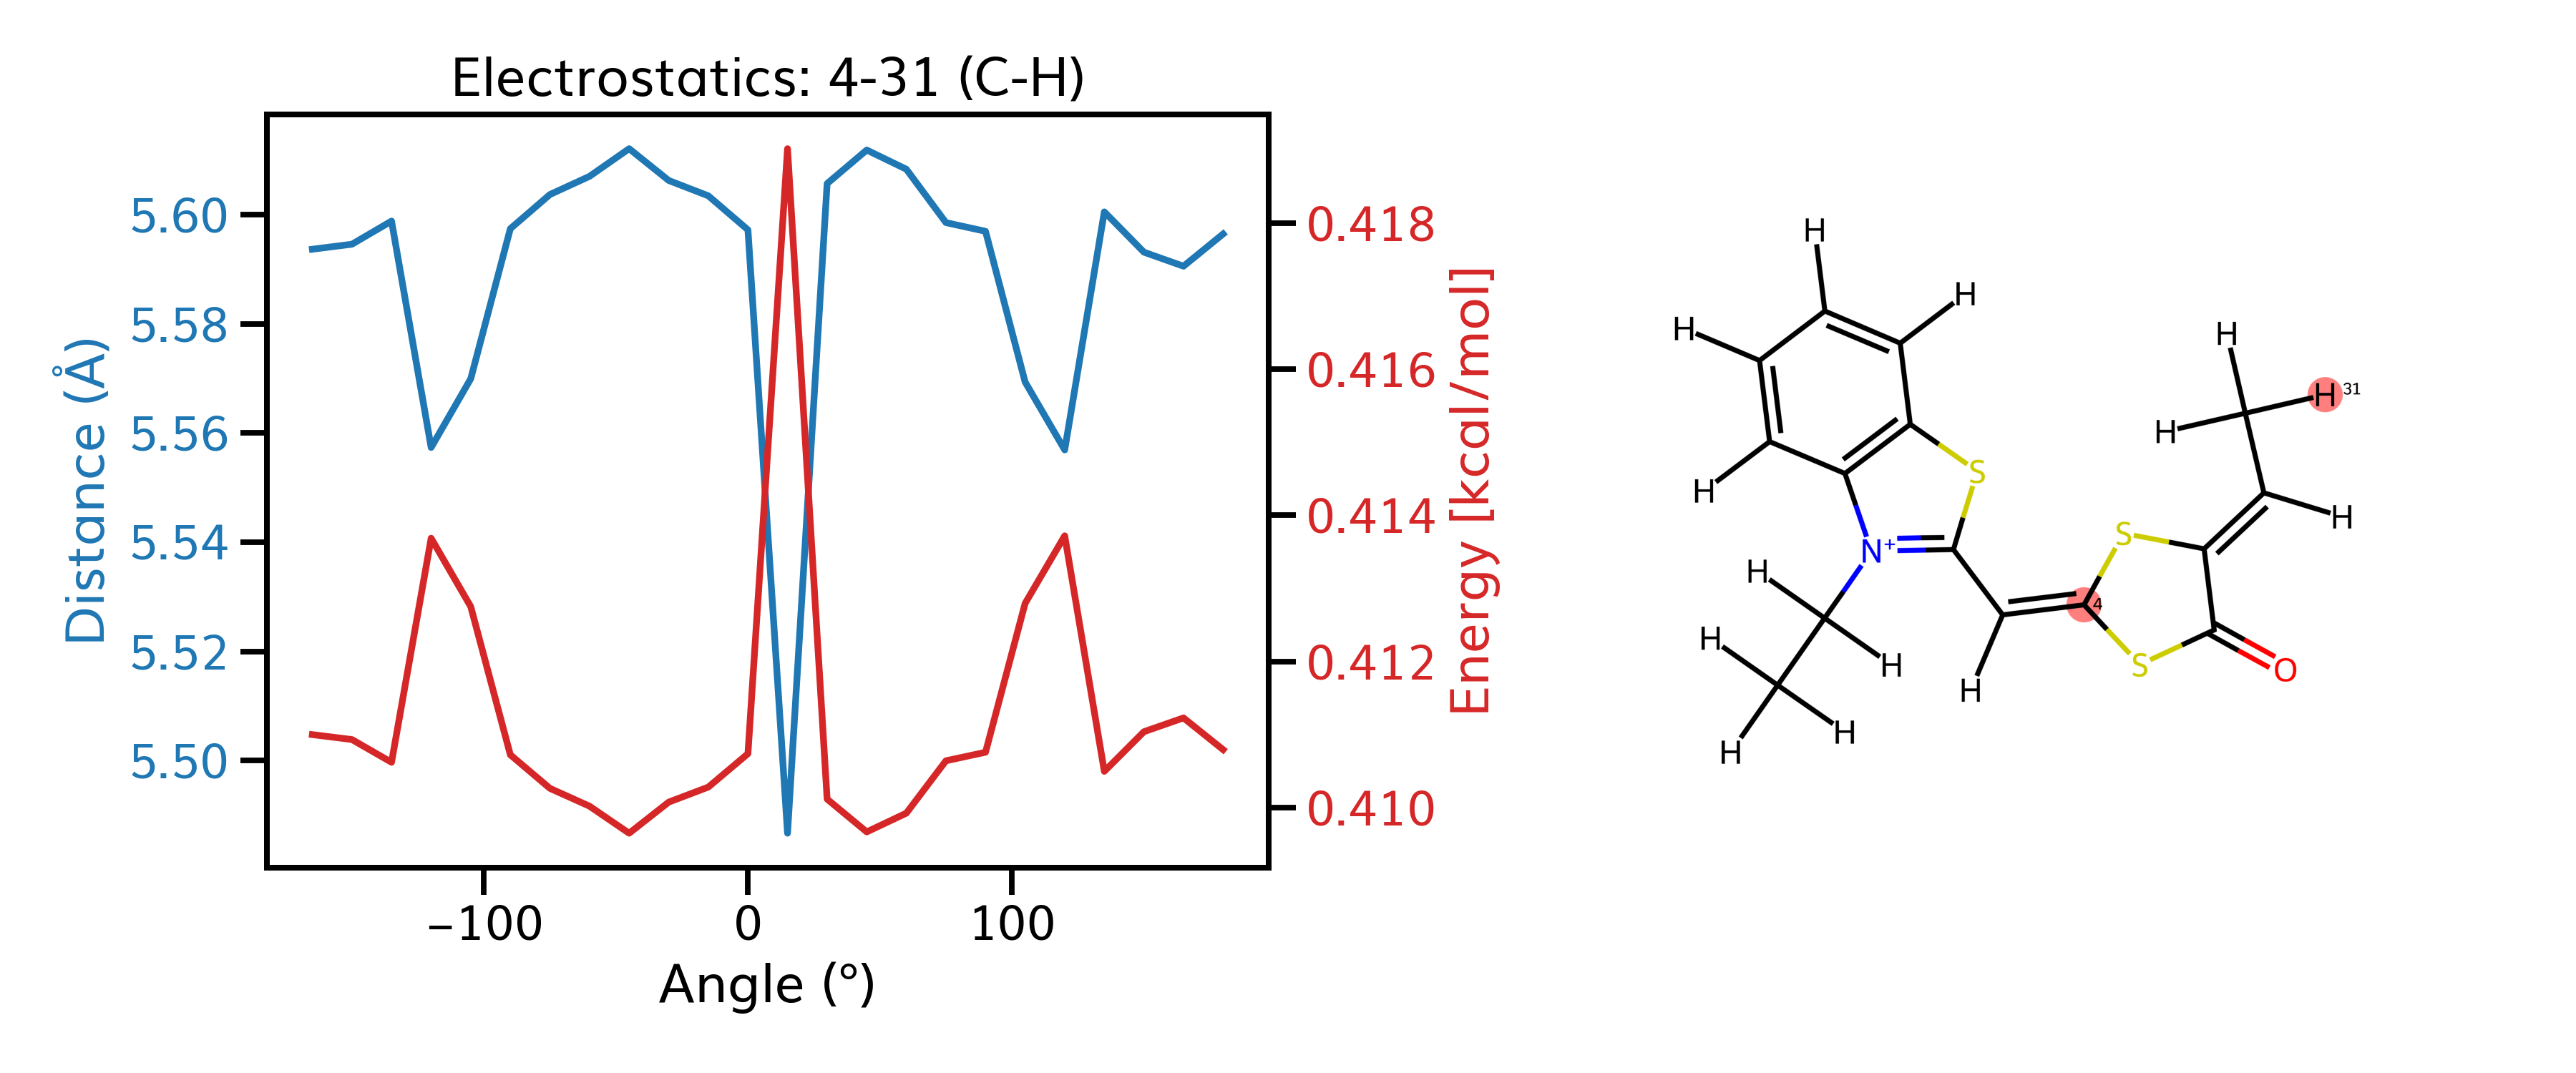 Electrostatics: 4-31 (C-H)
5.60
5.58
5.56
5.54
5.52
5.50
Distance (Å)
0.418
0.416
0.414
0.412
0.410
Energy [kcal/mol]
−100
0
100
Angle (°)
H
H
H
H
H
H 31
H
S
H
S
N+
H
4
H
H
S
O
H
H
H